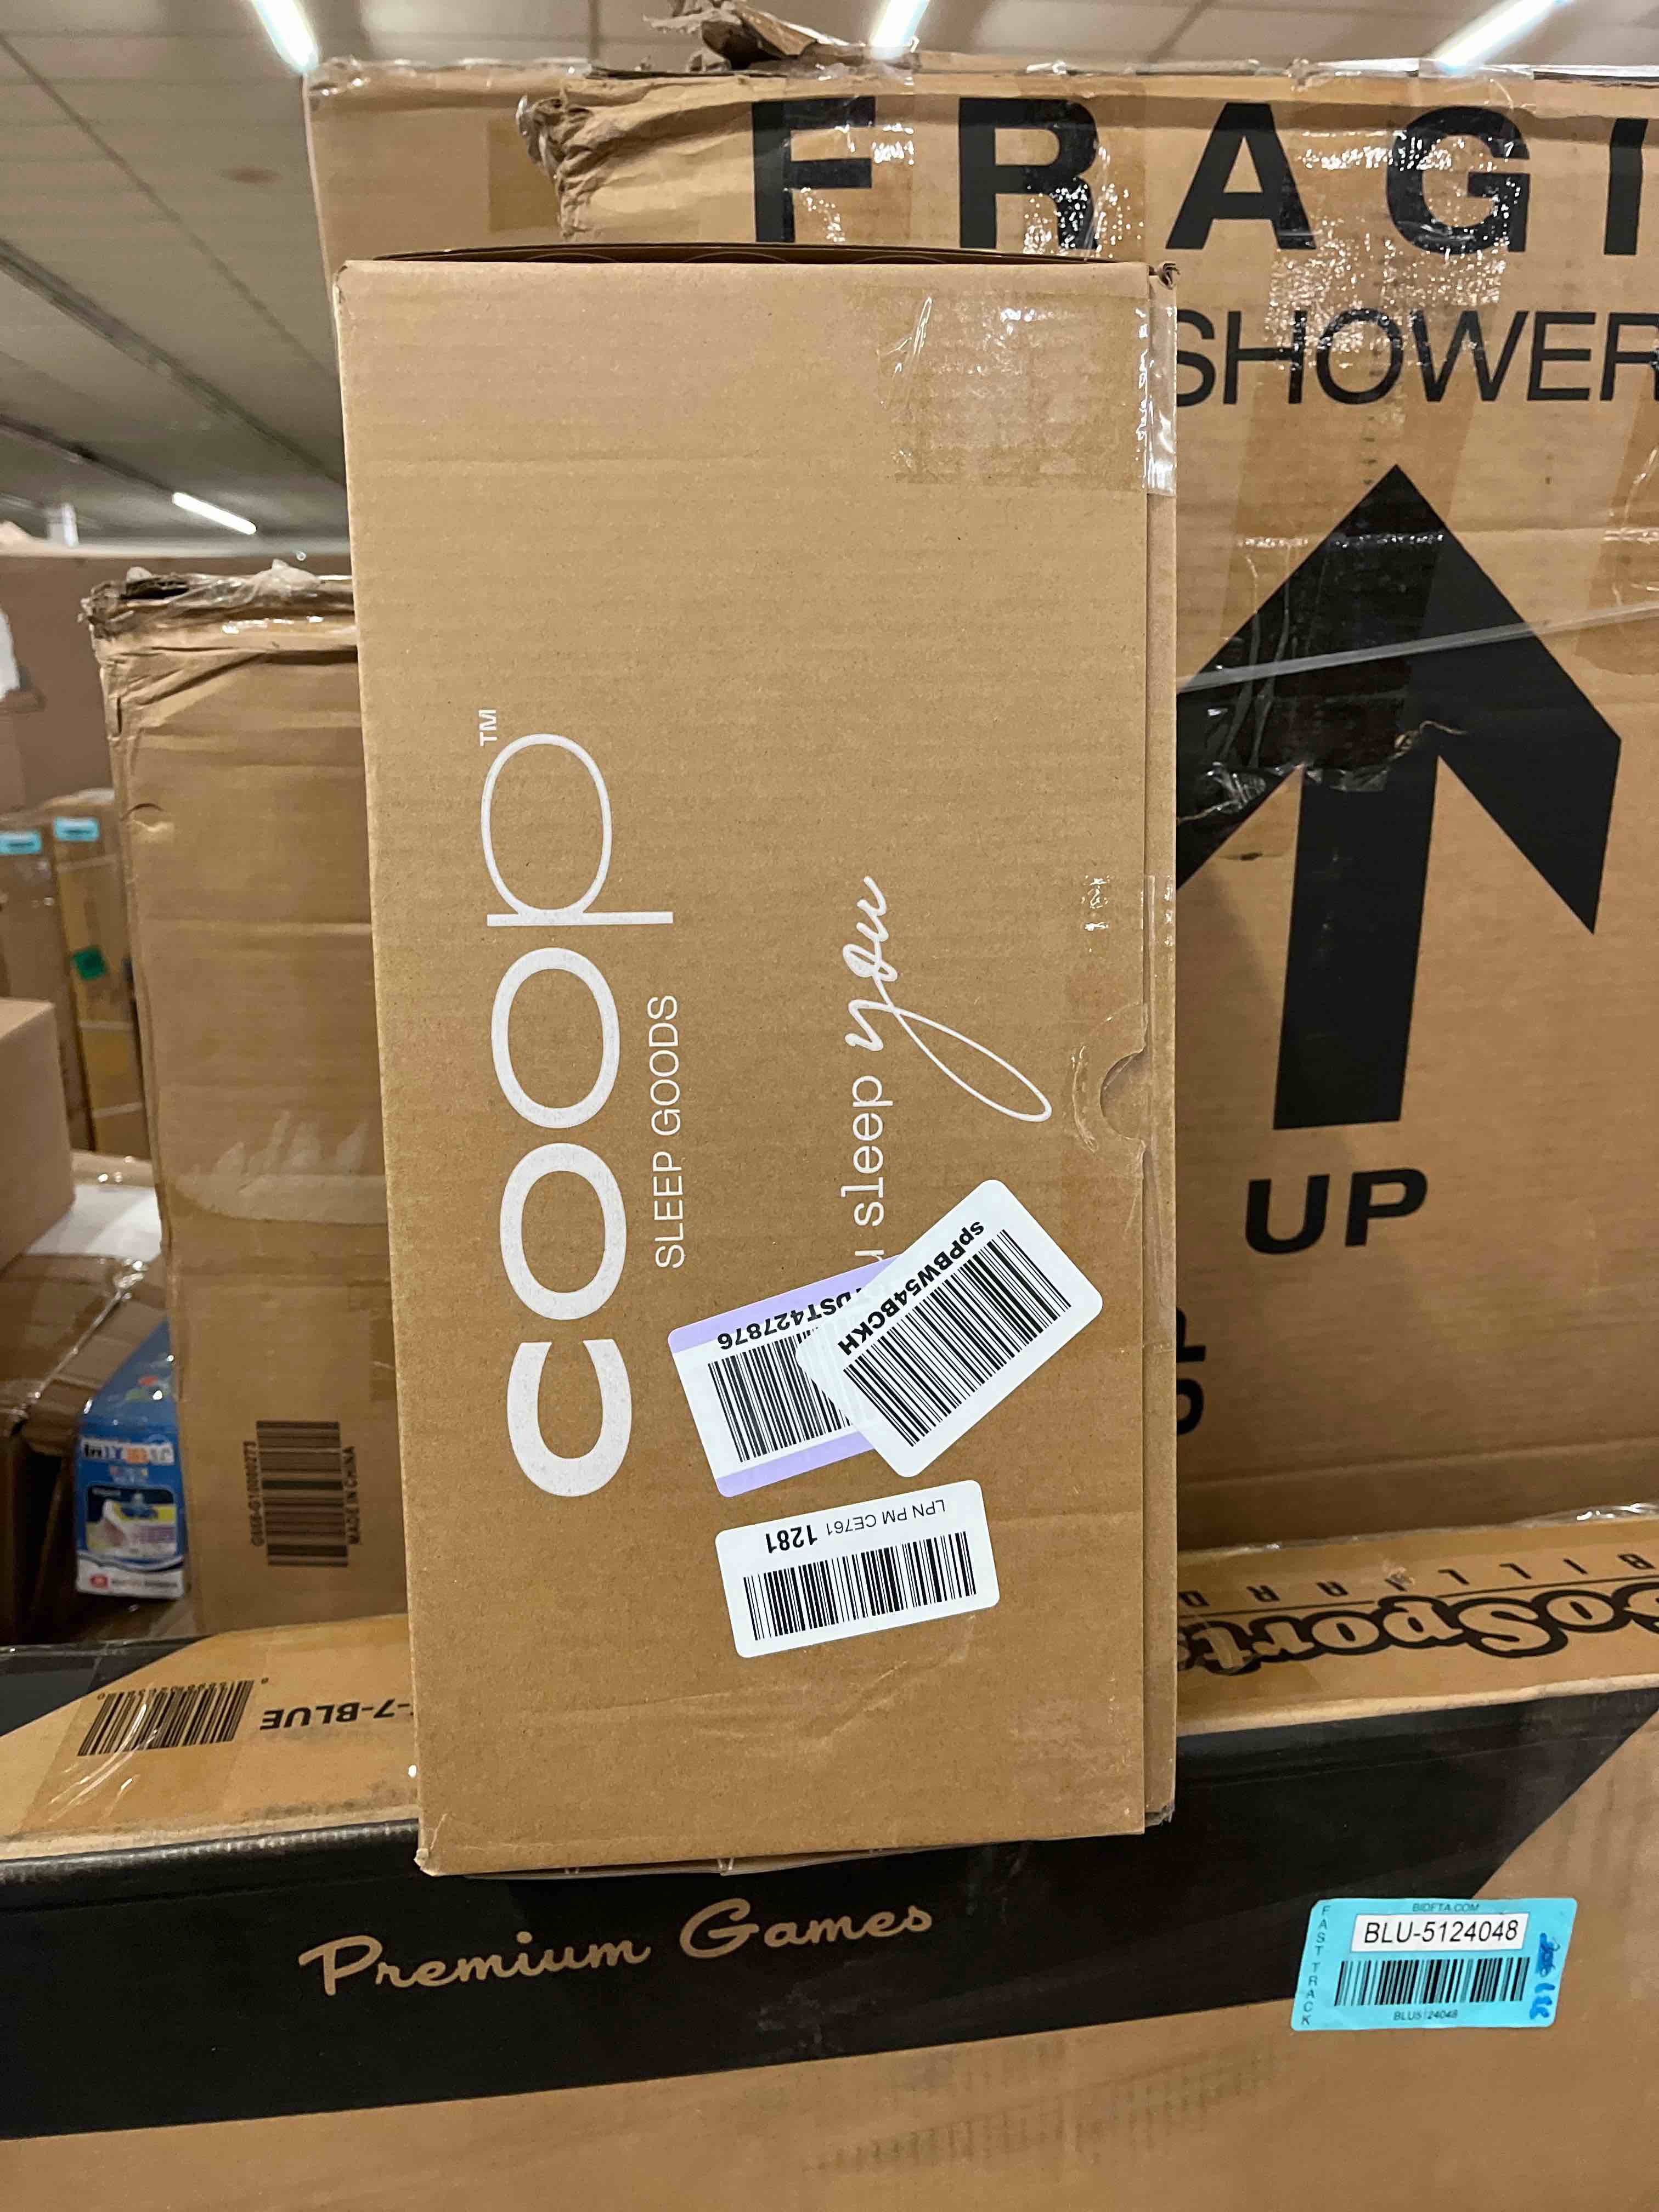 FRAGI
SHOWER
UP
coop™
SLEEP GOODS
sleep you
DST427876
spPBW54BCKH
LPN PM CE761 1281
MADE IN CHINA
-7-BLUE
Premium Games
FAST TRACK
BIDFTA.COM
BLU-5124048
BLU5124048